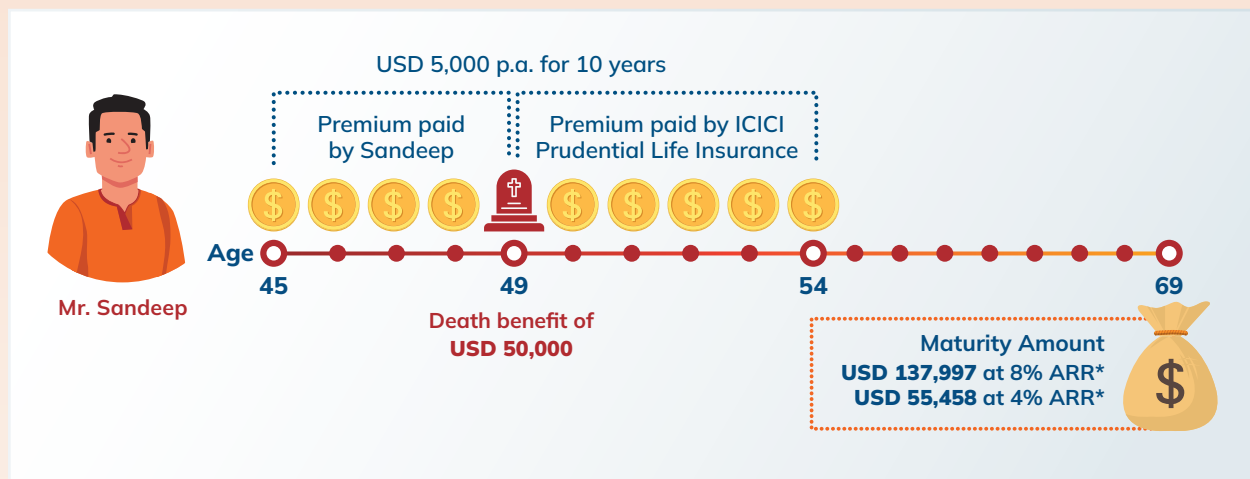 USD 5,000 p.a. for 10 years
Premium paid
by Sandeep
Premium paid by ICICI
Prudential Life Insurance
$ $ $ $ $ $ $ $ $
Age
45 49 54 69
Mr. Sandeep
Death benefit of
USD 50,000
Maturity Amount
USD 137,997 at 8% ARR*
USD 55,458 at 4% ARR*
$